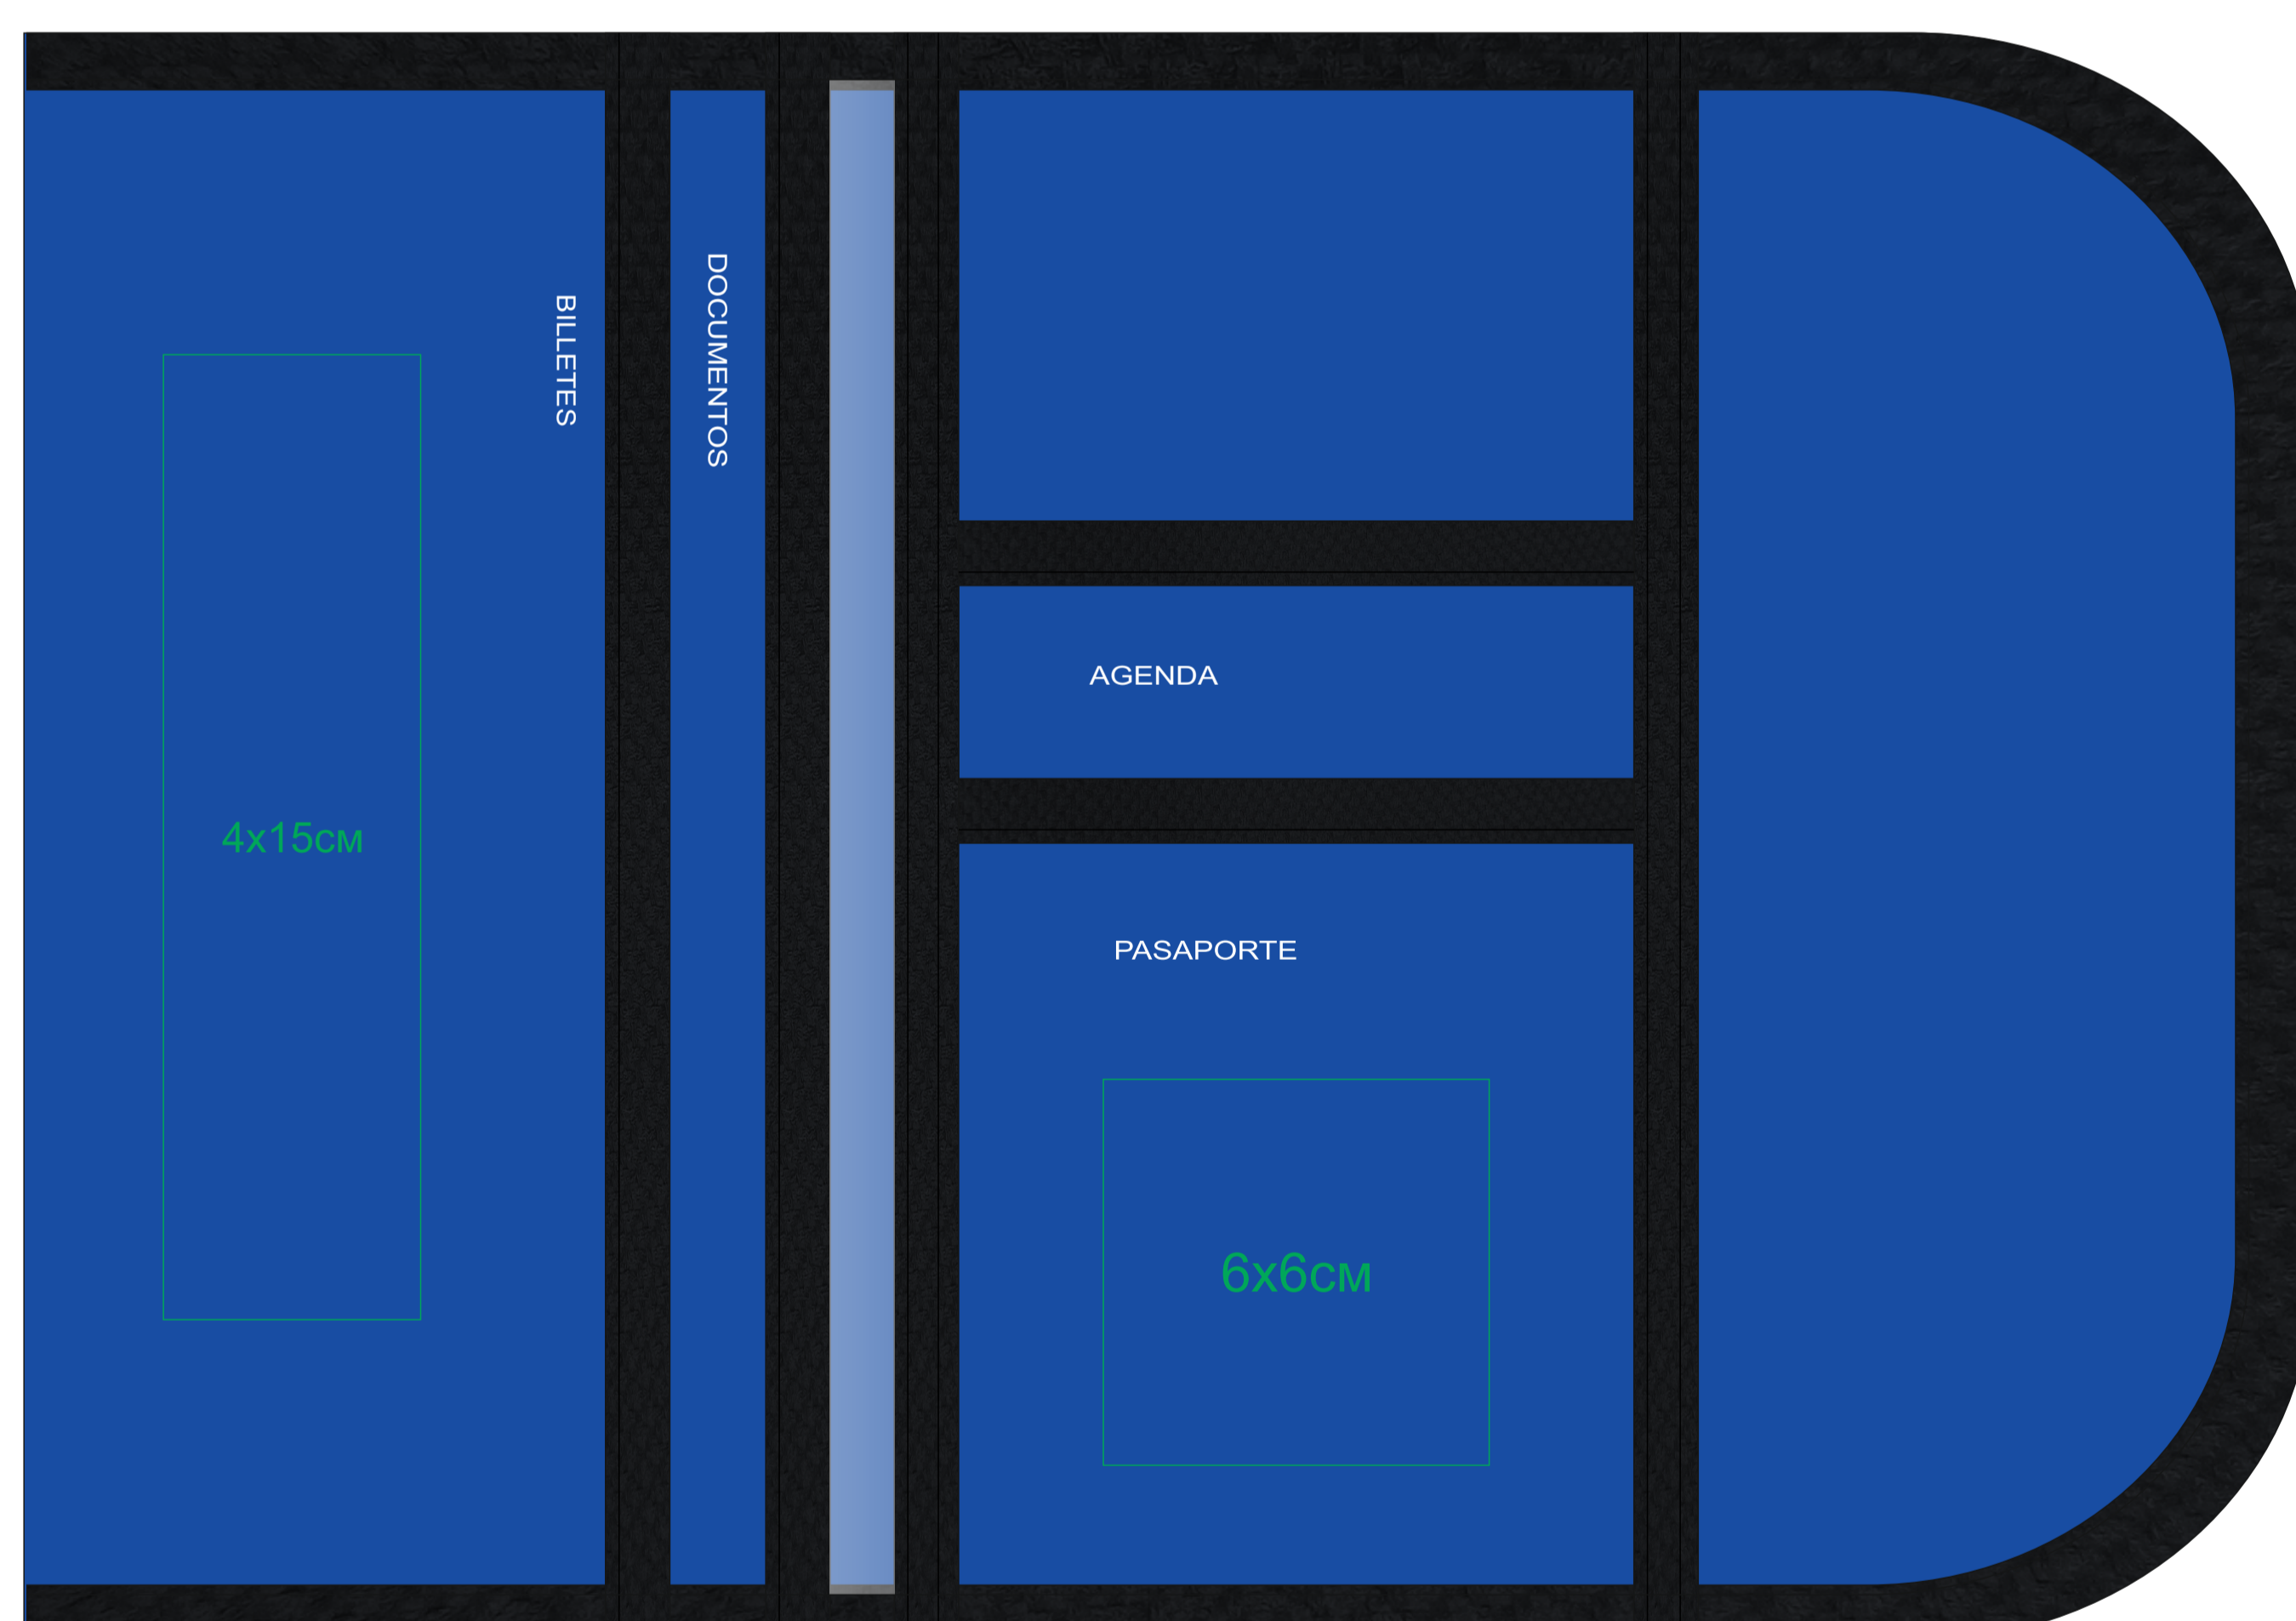 BILLETES
DOCUMENTOS
4x15см
AGENDA
PASAPORTE
6x6см